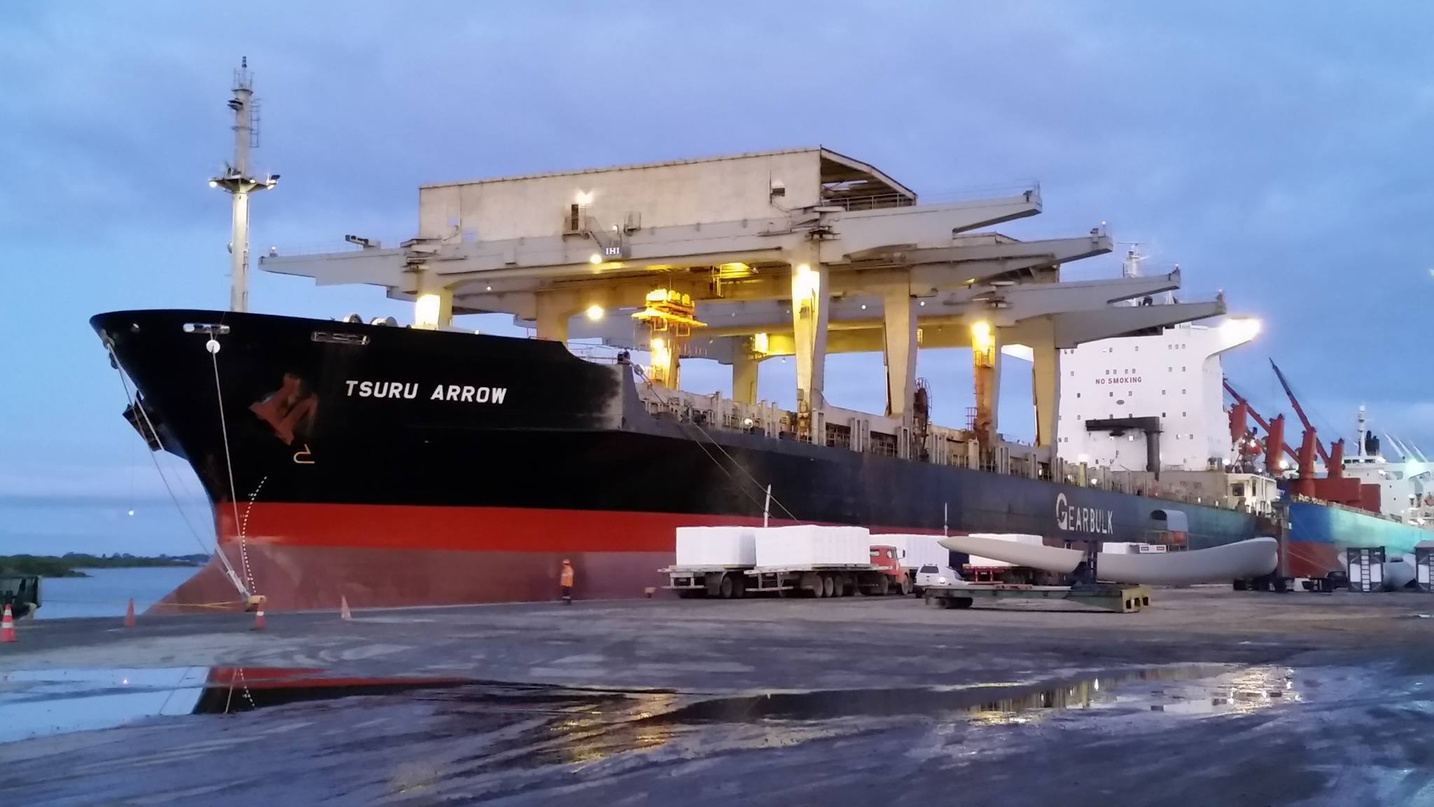 TSURU ARROW
IHI
NO SMOKING
GEARBULK